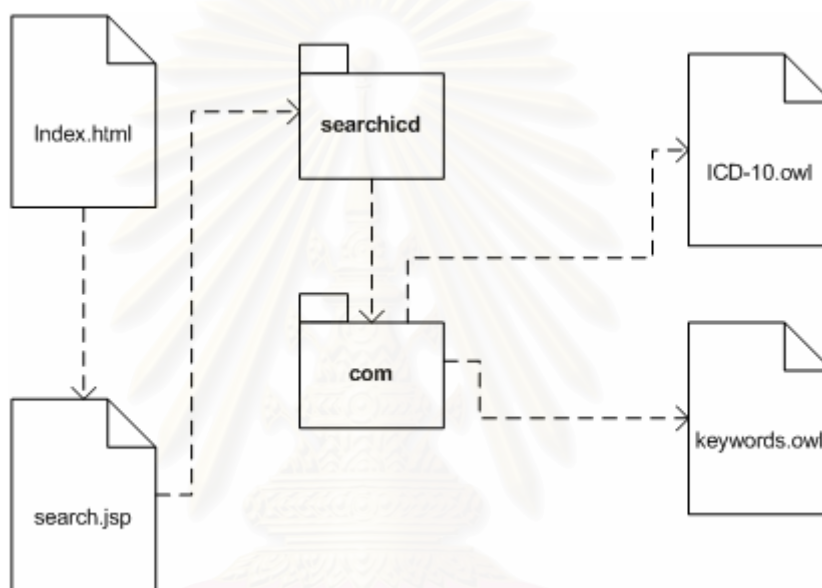 Index.html
searchicd
ICD-10.owl
com
keywords.owl
search.jsp